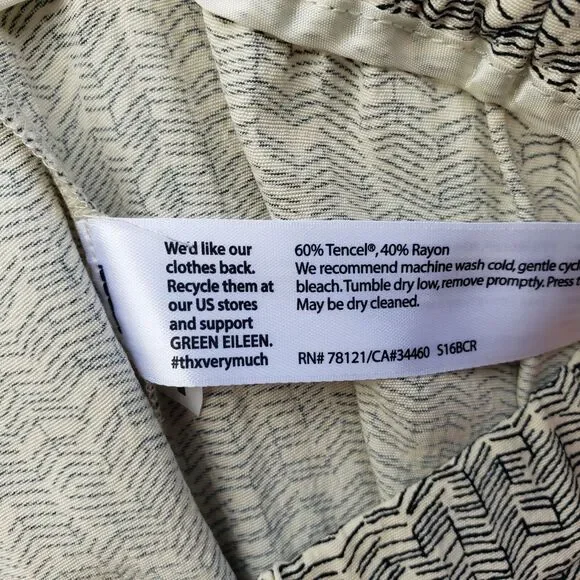 We'd like our
clothes back.
Recycle them at
our US stores
and support
GREEN EILEEN.
#thxverymuch
60% Tencel®, 40% Rayon
We recommend machine wash cold, gentle cycl
bleach. Tumble dry low, remove promptly. Press
May be dry cleaned.
RN# 78121/CA#34460 S16BCR